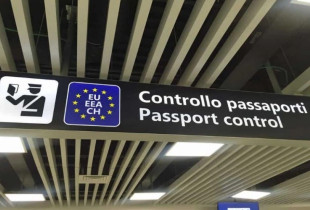 EU
EEA
CH
Controllo passaporti
Passport control